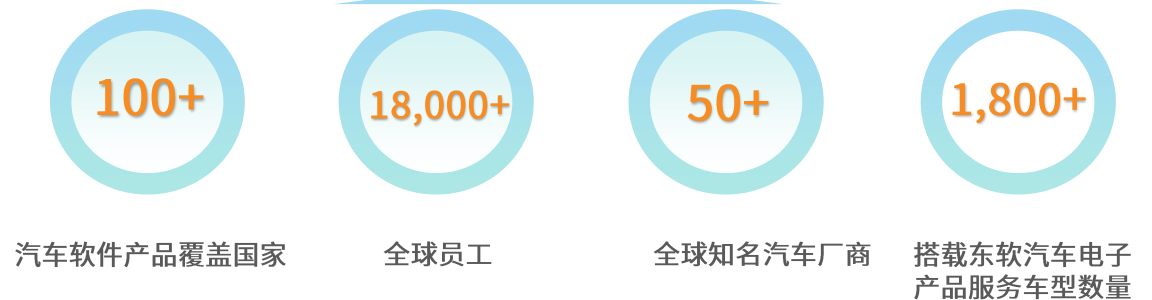 100+
18,000+
50+
1,800+
汽车软件产品覆盖国家
全球员工
全球知名汽车厂商
搭载东软汽车电子
产品服务车型数量